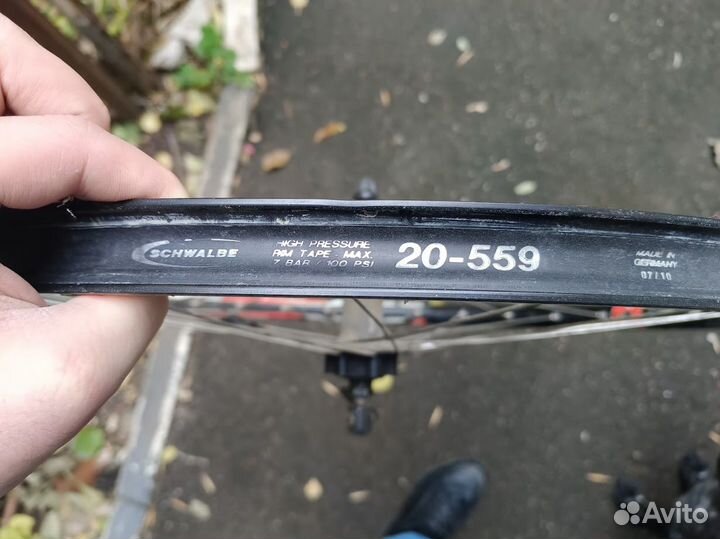 SCHWALBE
HIGH PRESSURE
RIM TAPE - MAX.
7 BAR - 100 PSI
20-559
MADE IN
GERMANY
07/10
Avito